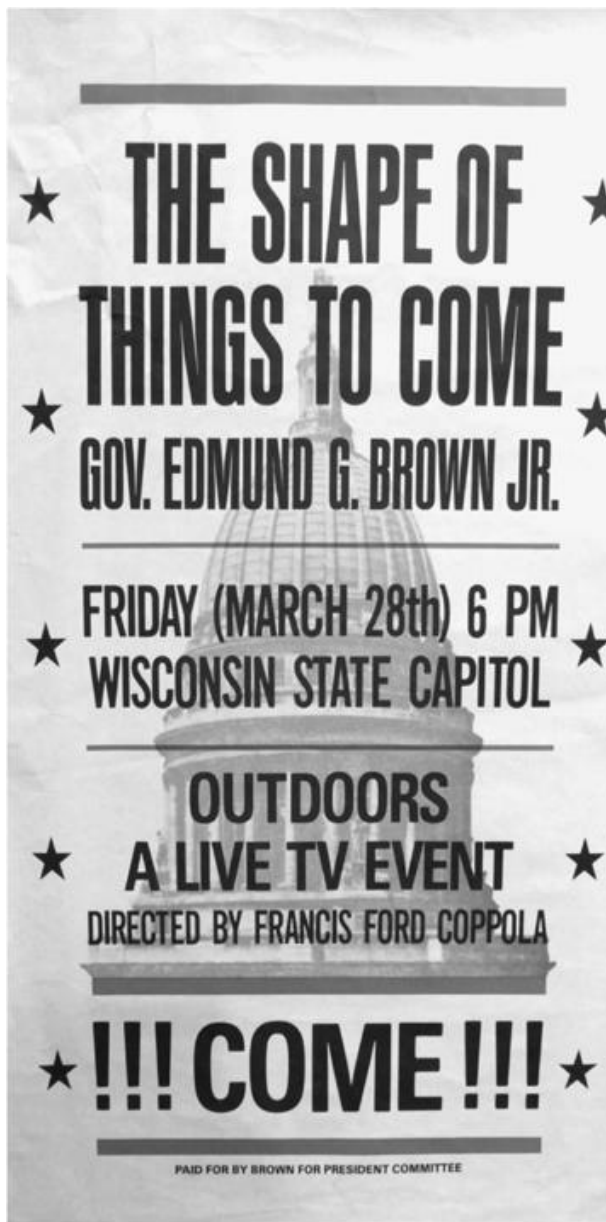 THE SHAPE OF
THINGS TO COME
GOV. EDMUND G. BROWN JR.
FRIDAY (MARCH 28th) 6 PM
WISCONSIN STATE CAPITOL
OUTDOORS
A LIVE TV EVENT
DIRECTED BY FRANCIS FORD COPPOLA
!!! COME !!!
PAID FOR BY BROWN FOR PRESIDENT COMMITTEE